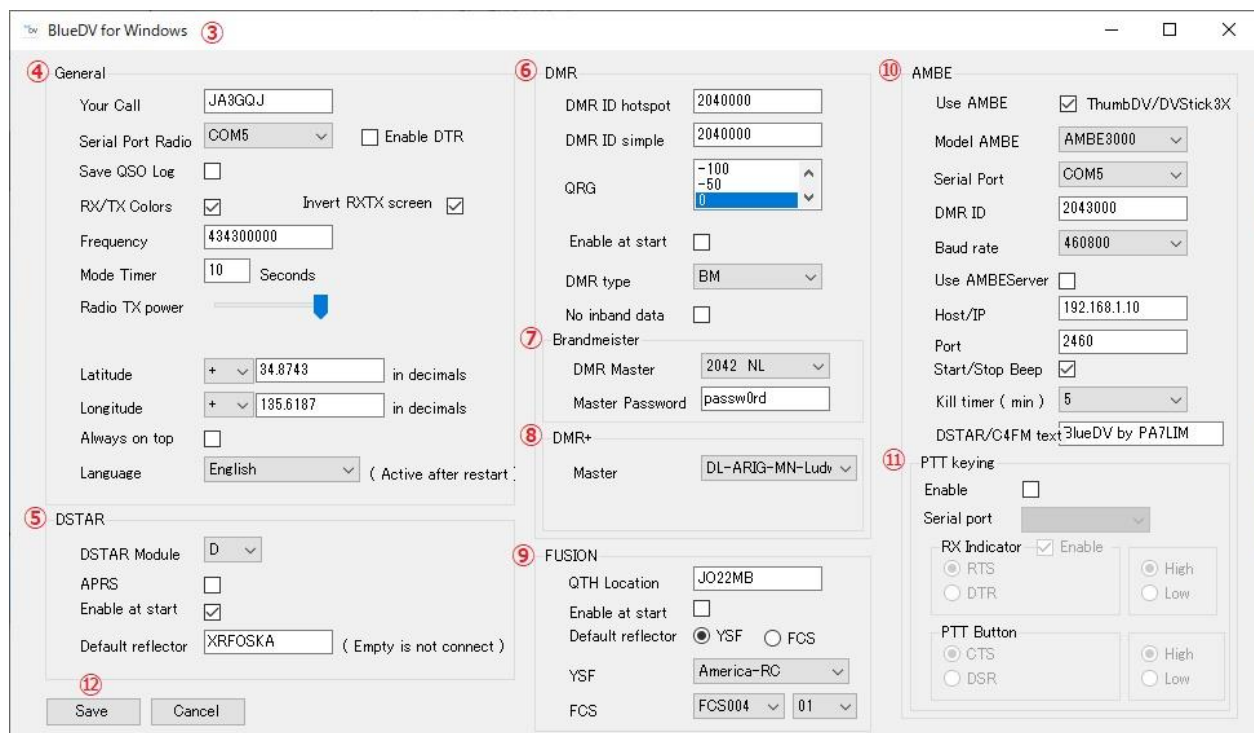 BlueDV for Windows ③
④ General
Your Call JA3GQJ
Serial Port Radio COM5 Enable DTR
Save QSO Log
RX/TX Colors Invert RXTX screen
Frequency 434300000
Mode Timer 10 Seconds
Radio TX power
Latitude + 34.8743 in decimals
Longitude + 135.6187 in decimals
Always on top
Language English ( Active after restart )
⑤ DSTAR
DSTAR Module D
APRS
Enable at start
Default reflector XRFOSKA ( Empty is not connect )
⑫
Save Cancel
⑥ DMR
DMR ID hotspot 2040000
DMR ID simple 2040000
QRG -100
-50
0
Enable at start
DMR type BM
No inband data
⑦ Brandmeister
DMR Master 2042 NL
Master Password passw0rd
⑧ DMR+
Master DL-ARIG-MN-Ludw
⑨ FUSION
QTH Location JO22MB
Enable at start
Default reflector YSF FCS
YSF America-RC
FCS FCS004 01
⑩ AMBE
Use AMBE ThumbDV/DVStick3X
Model AMBE AMBE3000
Serial Port COM5
DMR ID 2043000
Baud rate 460800
Use AMBEServer
Host/IP 192.168.1.10
Port 2460
Start/Stop Beep
Kill timer ( min ) 5
DSTAR/C4FM text BlueDV by PA7LIM
⑪ PTT keying
Enable
Serial port
RX Indicator Enable
RTS High
DTR Low
PTT Button
CTS High
DSR Low